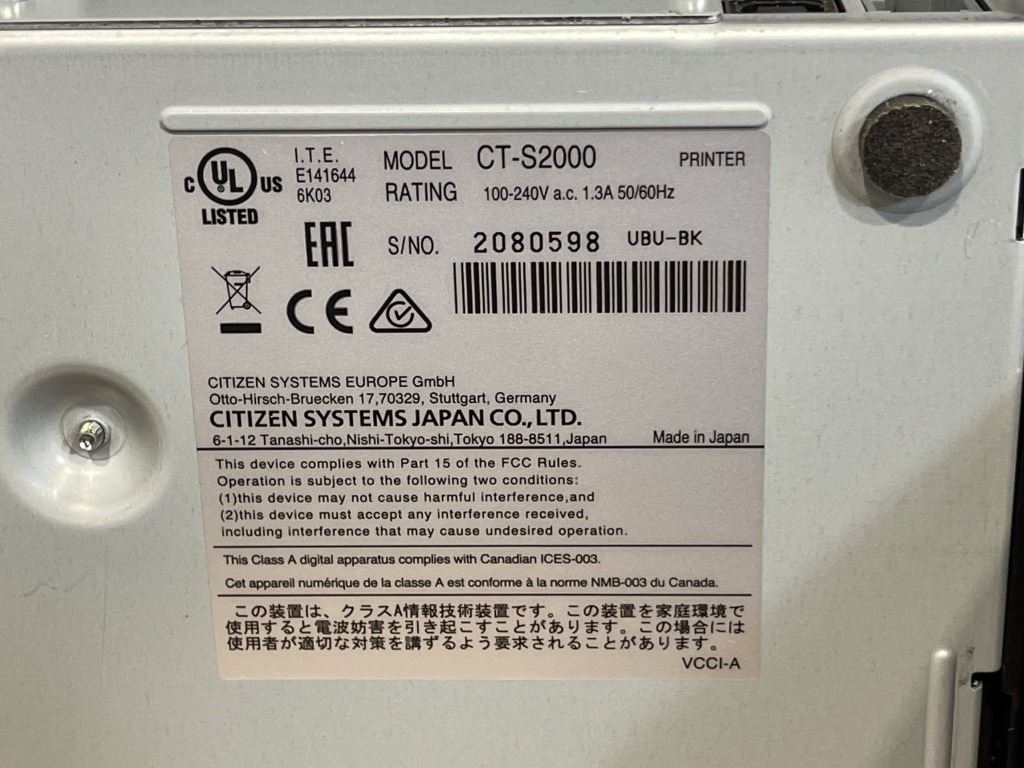 C UL US
LISTED
I.T.E.
E141644
6K03
MODEL CT-S2000 PRINTER
RATING 100-240V a.c. 1.3A 50/60Hz
EAC S/NO. 2080598 UBU-BK
CE
CITIZEN SYSTEMS EUROPE GmbH
Otto-Hirsch-Bruecken 17,70329, Stuttgart, Germany
CITIZEN SYSTEMS JAPAN CO., LTD.
6-1-12 Tanashi-cho,Nishi-Tokyo-shi,Tokyo 188-8511,Japan Made in Japan
This device complies with Part 15 of the FCC Rules.
Operation is subject to the following two conditions:
(1)this device may not cause harmful interference,and
(2)this device must accept any interference received,
including interference that may cause undesired operation.
This Class A digital apparatus complies with Canadian ICES-003.
Cet appareil numérique de la classe A est conforme à la norme NMB-003 du Canada.
この装置は、クラスA情報技術装置です。この装置を家庭環境で
使用すると電波妨害を引き起こすことがあります。この場合には
使用者が適切な対策を講ずるよう要求されることがあります。
VCCI-A